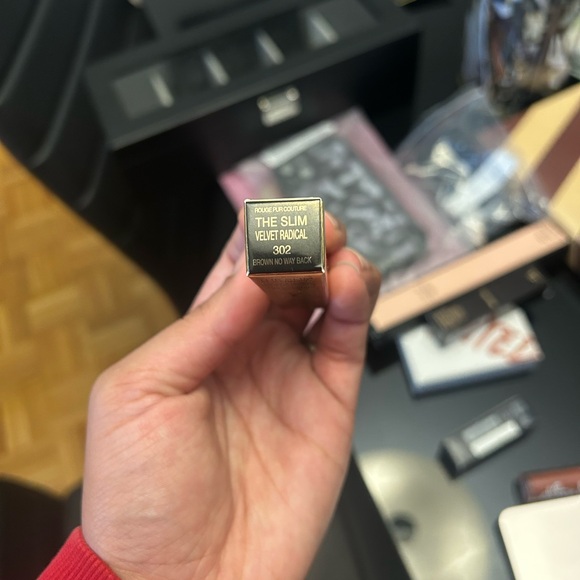 ROUGE PUR COUTURE
THE SLIM
VELVET RADICAL
302
BROWN NO WAY BACK